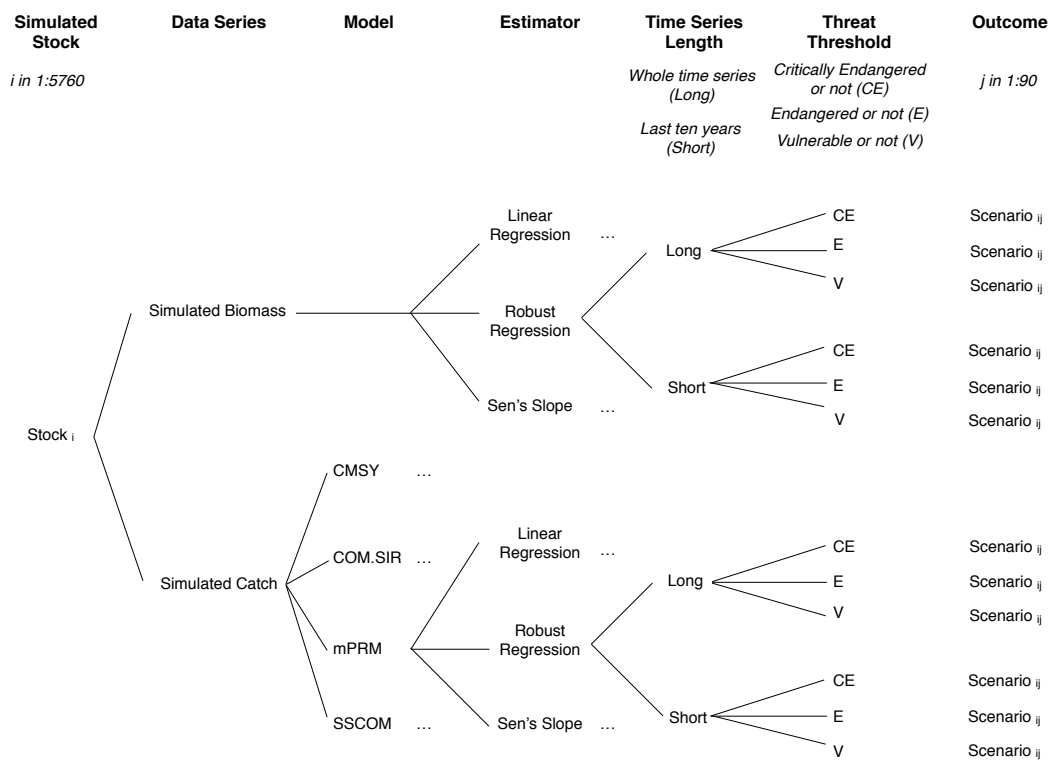 Simulated Stock
Data Series
Model
Estimator
Time Series Length
Threat Threshold
Outcome
i in 1:5760
Whole time series
(Long)
Last ten years
(Short)
Critically Endangered
or not (CE)
Endangered or not (E)
Vulnerable or not (V)
j in 1:90
Stock i
Simulated Biomass
Linear
Regression ...
Robust
Regression
Sen's Slope ...
Long
CE Scenario ij
E Scenario ij
V Scenario ij
Short
CE Scenario ij
E Scenario ij
V Scenario ij
Simulated Catch
CMSY ...
COM.SIR ...
mPRM
SSCOM ...
Linear
Regression ...
Robust
Regression
Sen's Slope ...
Long
CE Scenario ij
E Scenario ij
V Scenario ij
Short
CE Scenario ij
E Scenario ij
V Scenario ij